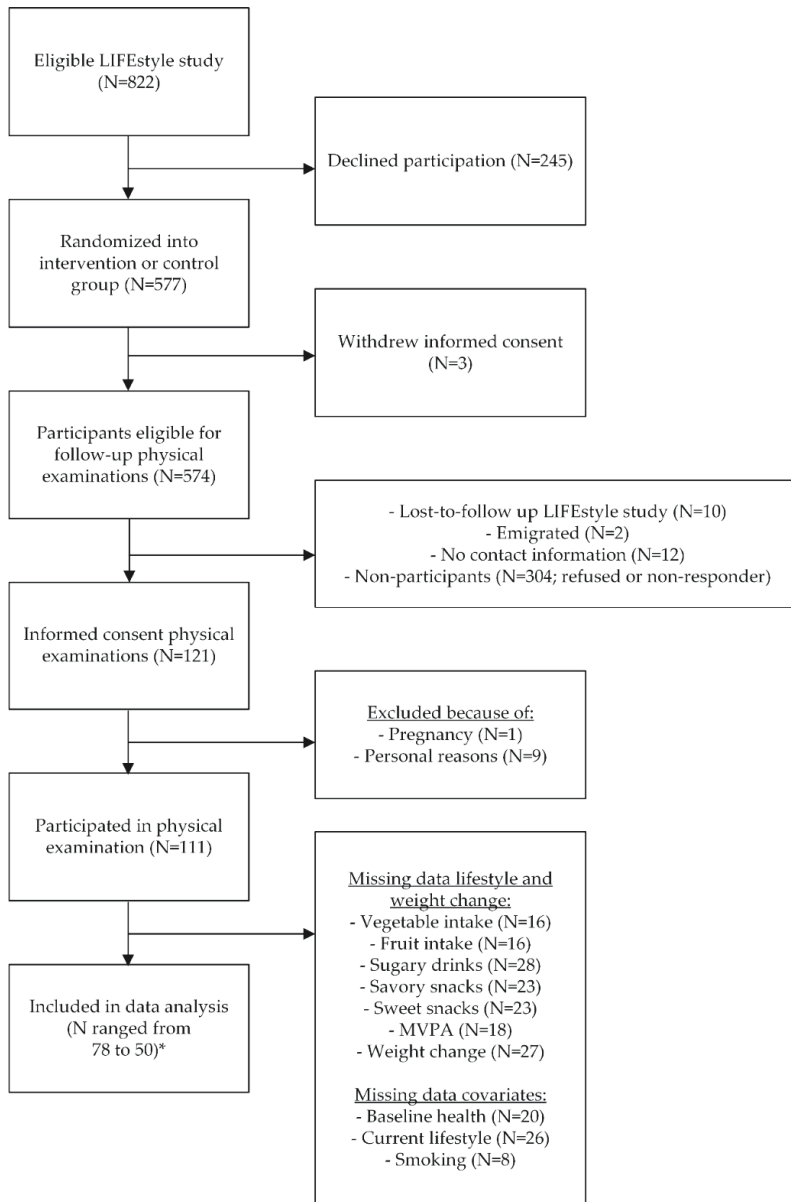 Eligible LIFEstyle study
(N=822)
Declined participation (N=245)
Randomized into
intervention or control
group (N=577)
Withdrew informed consent
(N=3)
Participants eligible for
follow-up physical
examinations (N=574)
- Lost-to-follow up LIFEstyle study (N=10)
- Emigrated (N=2)
- No contact information (N=12)
- Non-participants (N=304; refused or non-responder)
Informed consent physical
examinations (N=121)
Excluded because of:
- Pregnancy (N=1)
- Personal reasons (N=9)
Participated in physical
examination (N=111)
Missing data lifestyle and
weight change:
- Vegetable intake (N=16)
- Fruit intake (N=16)
- Sugary drinks (N=28)
- Savory snacks (N=23)
- Sweet snacks (N=23)
- MVPA (N=18)
- Weight change (N=27)
Missing data covariates:
- Baseline health (N=20)
- Current lifestyle (N=26)
- Smoking (N=8)
Included in data analysis
(N ranged from
78 to 50)*